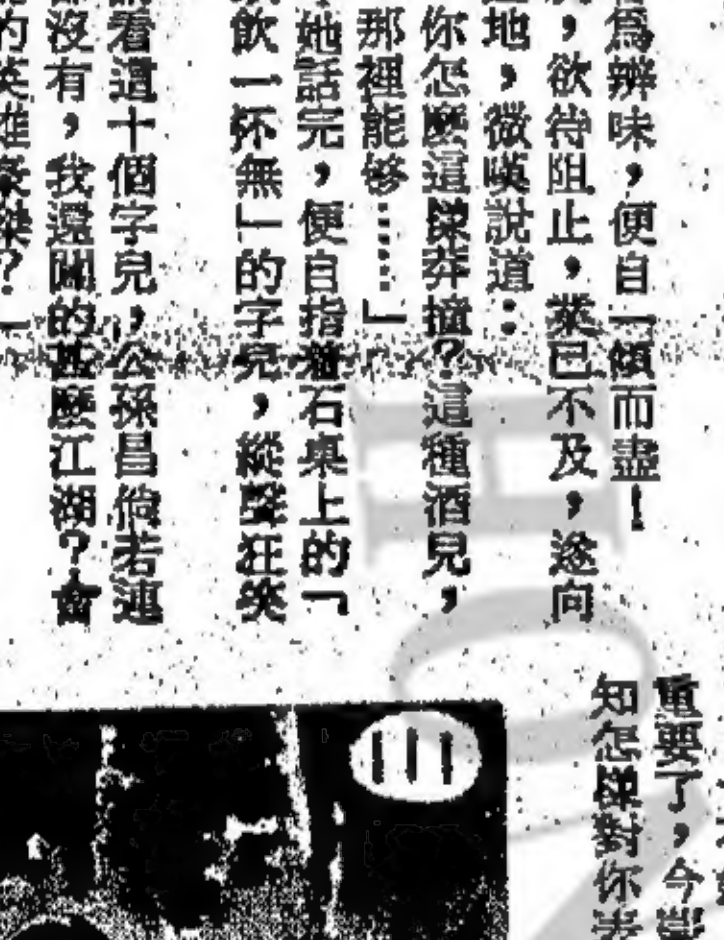 爲辨味，便自一傾而盡！
，欲待阻止，業已不及，遂向
地，微嘆說道：
你怎麼這樣莽撞？這種酒兒，
那裡能够……」
她話完，便自指着石桌上的「
飲一杯無」的字兒，縱聲狂笑
看這十個字兒，公孫昌倘若連
沒有，我還闖的甚麼江湖？會
的英雄豪傑？」
重要了，今
知怎樣對你表
三
HO